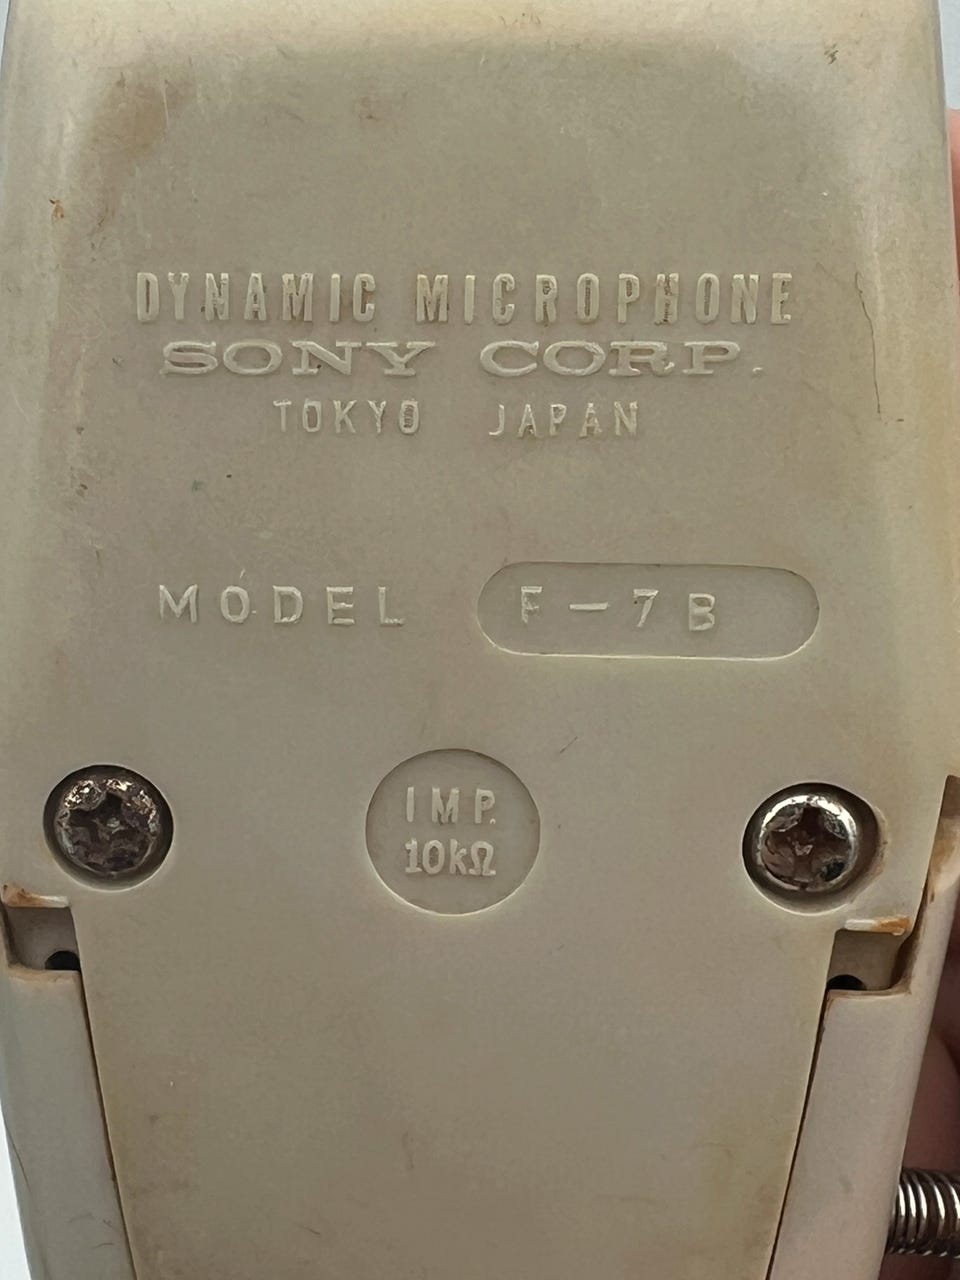 DYNAMIC MICROPHONE
SONY CORP.
TOKYO JAPAN
MODEL F-7B
IMP.
10kΩ